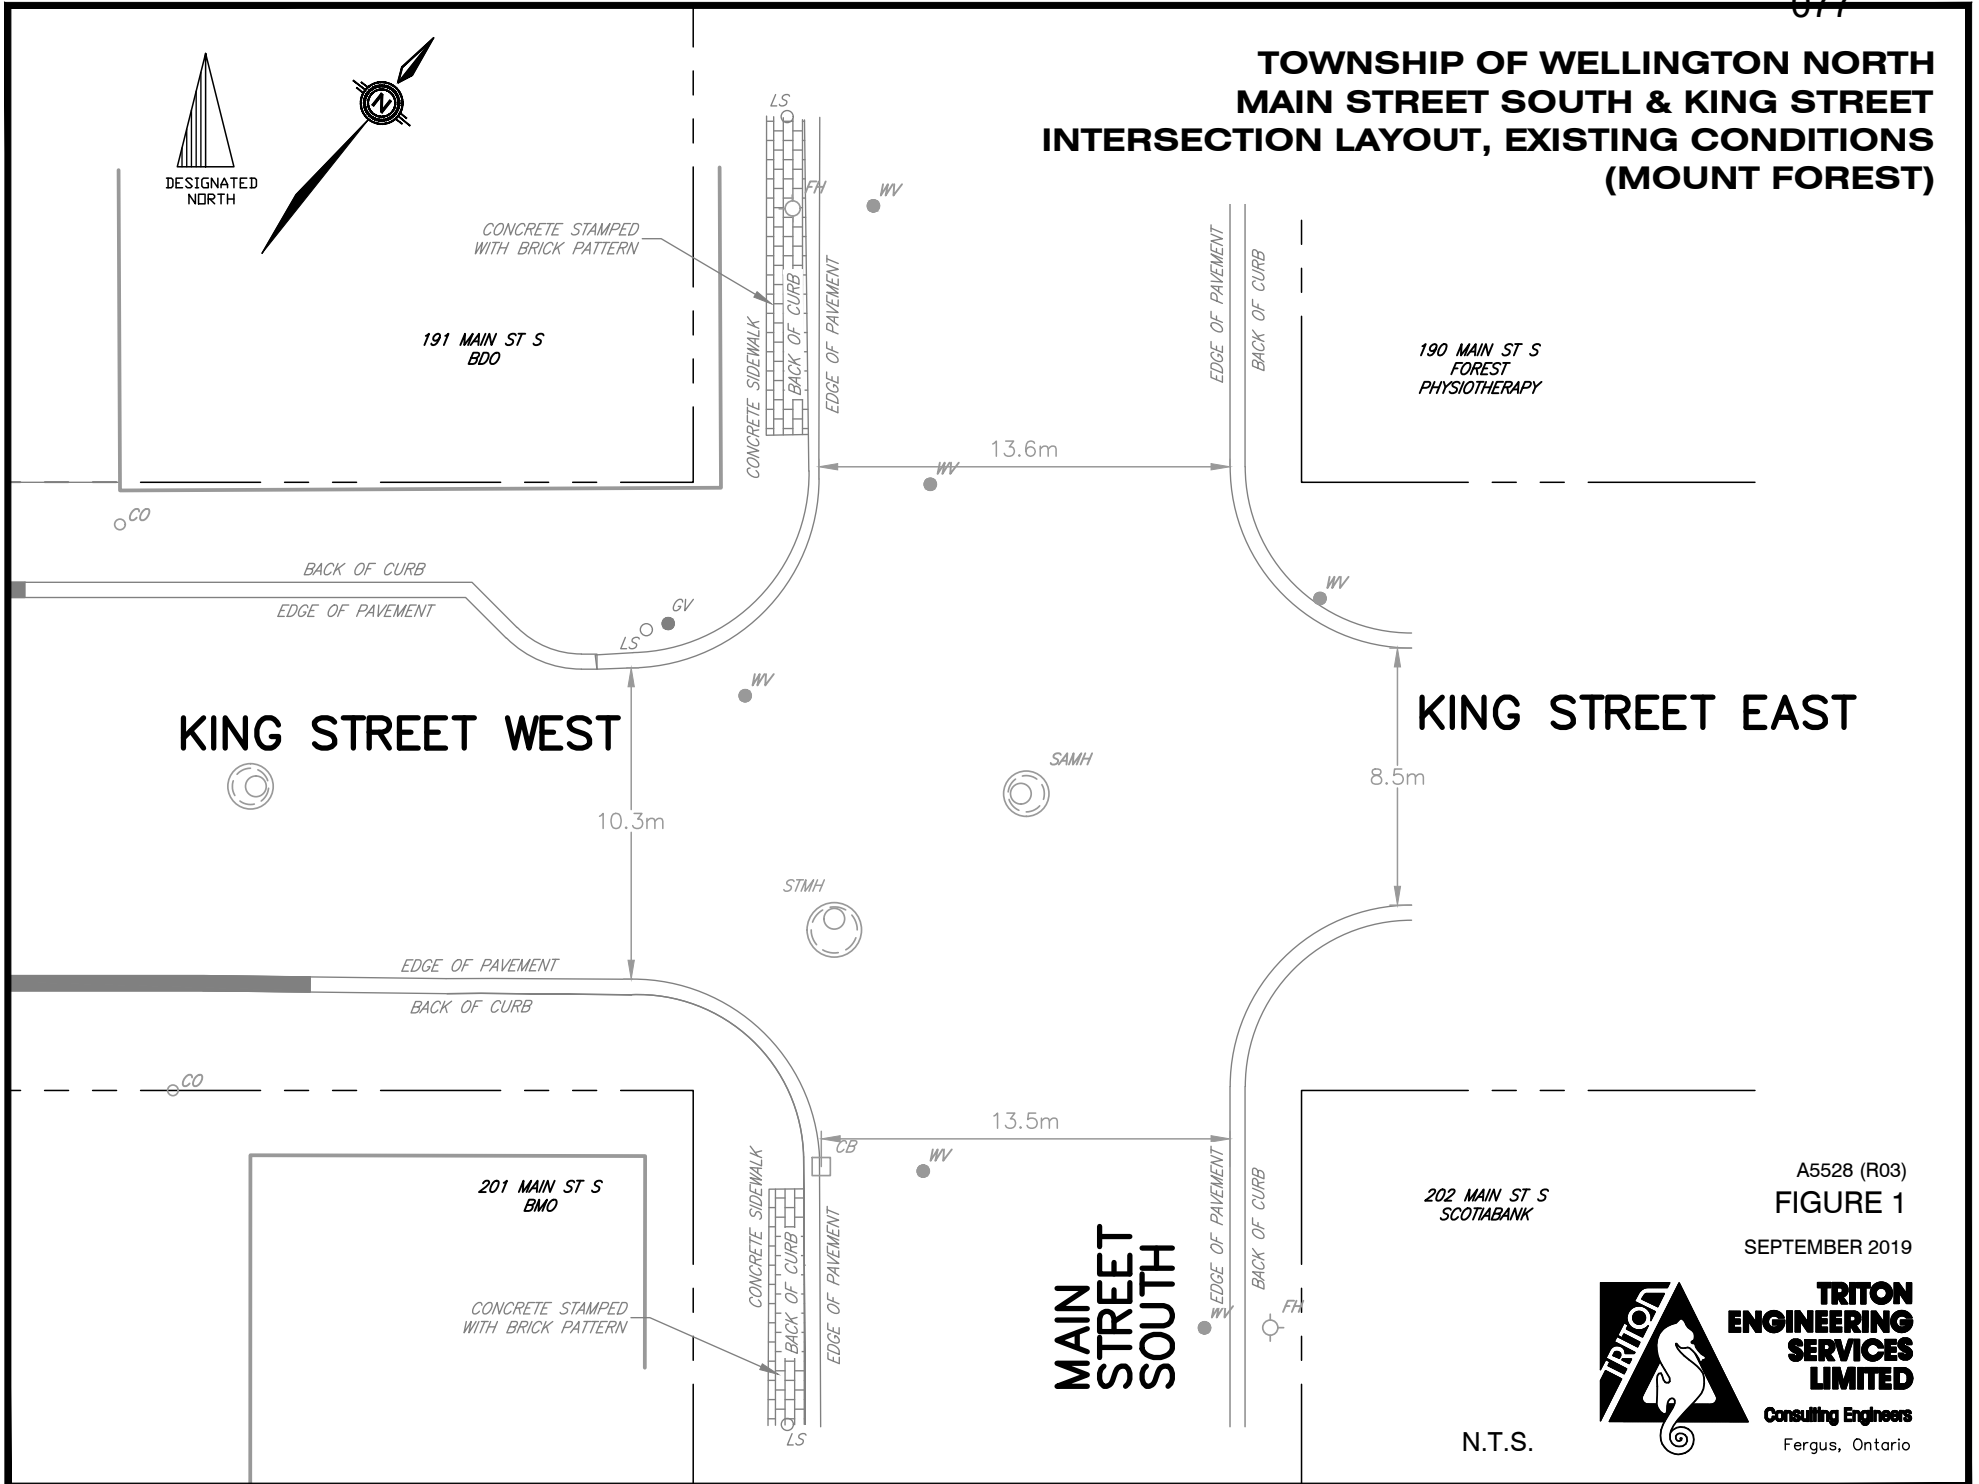 077
TOWNSHIP OF WELLINGTON NORTH
MAIN STREET SOUTH & KING STREET
INTERSECTION LAYOUT, EXISTING CONDITIONS
(MOUNT FOREST)
N
DESIGNATED
NORTH
LS
FH
WV
CONCRETE STAMPED
WITH BRICK PATTERN
191 MAIN ST S
BDO
CONCRETE SIDEWALK
BACK OF CURB
EDGE OF PAVEMENT
EDGE OF PAVEMENT
BACK OF CURB
190 MAIN ST S
FOREST
PHYSIOTHERAPY
13.6m
WV
CO
BACK OF CURB
EDGE OF PAVEMENT
GV
LS
WV
WV
KING STREET WEST
KING STREET EAST
SAMH
8.5m
10.3m
STMH
EDGE OF PAVEMENT
BACK OF CURB
CO
13.5m
CB
WV
201 MAIN ST S
BMO
CONCRETE SIDEWALK
BACK OF CURB
EDGE OF PAVEMENT
MAIN
STREET
SOUTH
EDGE OF PAVEMENT
BACK OF CURB
202 MAIN ST S
SCOTIABANK
CONCRETE STAMPED
WITH BRICK PATTERN
WV
FH
LS
A5528 (R03)
FIGURE 1
SEPTEMBER 2019
TRITON
TRITON
ENGINEERING
SERVICES
LIMITED
Consulting Engineers
Fergus, Ontario
N.T.S.